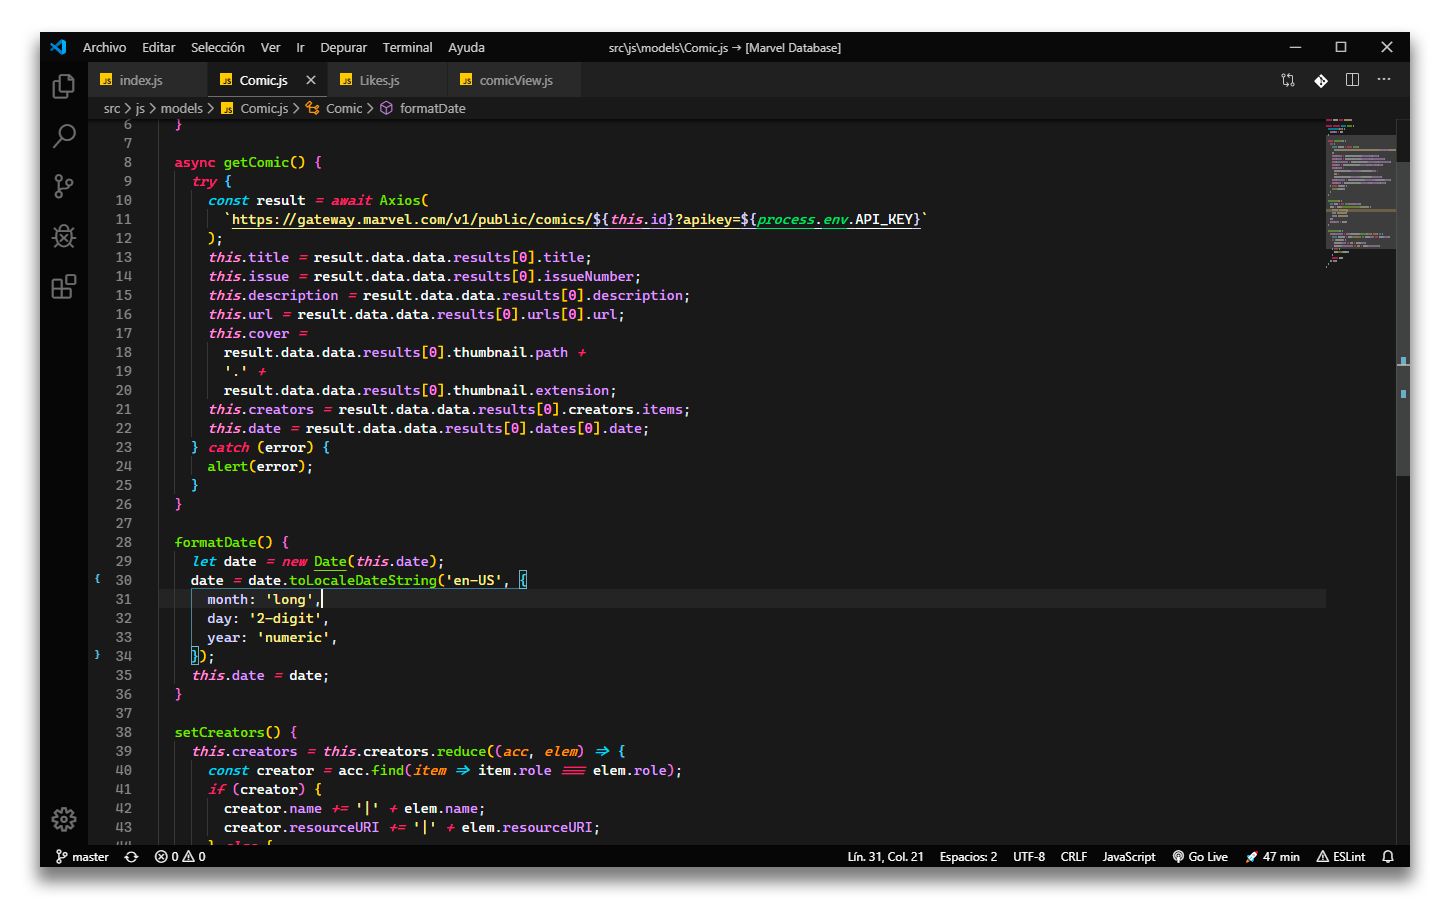 Archivo Editar Selección Ver Ir Depurar Terminal Ayuda src\js\models\Comic.js → [Marvel Database]
JS index.js JS Comic.js JS Likes.js JS comicView.js
src > js > models > JS Comic.js > Comic > formatDate
6 }
7
8 async getComic() {
9 try {
10 const result = await Axios(
11 `https://gateway.marvel.com/v1/public/comics/${this.id}?apikey=${process.env.API_KEY}`
12 );
13 this.title = result.data.data.results[0].title;
14 this.issue = result.data.data.results[0].issueNumber;
15 this.description = result.data.data.results[0].description;
16 this.url = result.data.data.results[0].urls[0].url;
17 this.cover =
18 result.data.data.results[0].thumbnail.path +
19 '.' +
20 result.data.data.results[0].thumbnail.extension;
21 this.creators = result.data.data.results[0].creators.items;
22 this.date = result.data.data.results[0].dates[0].date;
23 } catch (error) {
24 alert(error);
25 }
26 }
27
28 formatDate() {
29 let date = new Date(this.date);
{ 30 date = date.toLocaleDateString('en-US', {
31 month: 'long',
32 day: '2-digit',
33 year: 'numeric',
} 34 });
35 this.date = date;
36 }
37
38 setCreators() {
39 this.creators = this.creators.reduce((acc, elem) => {
40 const creator = acc.find(item => item.role === elem.role);
41 if (creator) {
42 creator.name += '|' + elem.name;
43 creator.resourceURI += '|' + elem.resourceURI;
44 } else {
master 0 0 Lín. 31, Col. 21 Espacios: 2 UTF-8 CRLF JavaScript Go Live 47 min ESLint